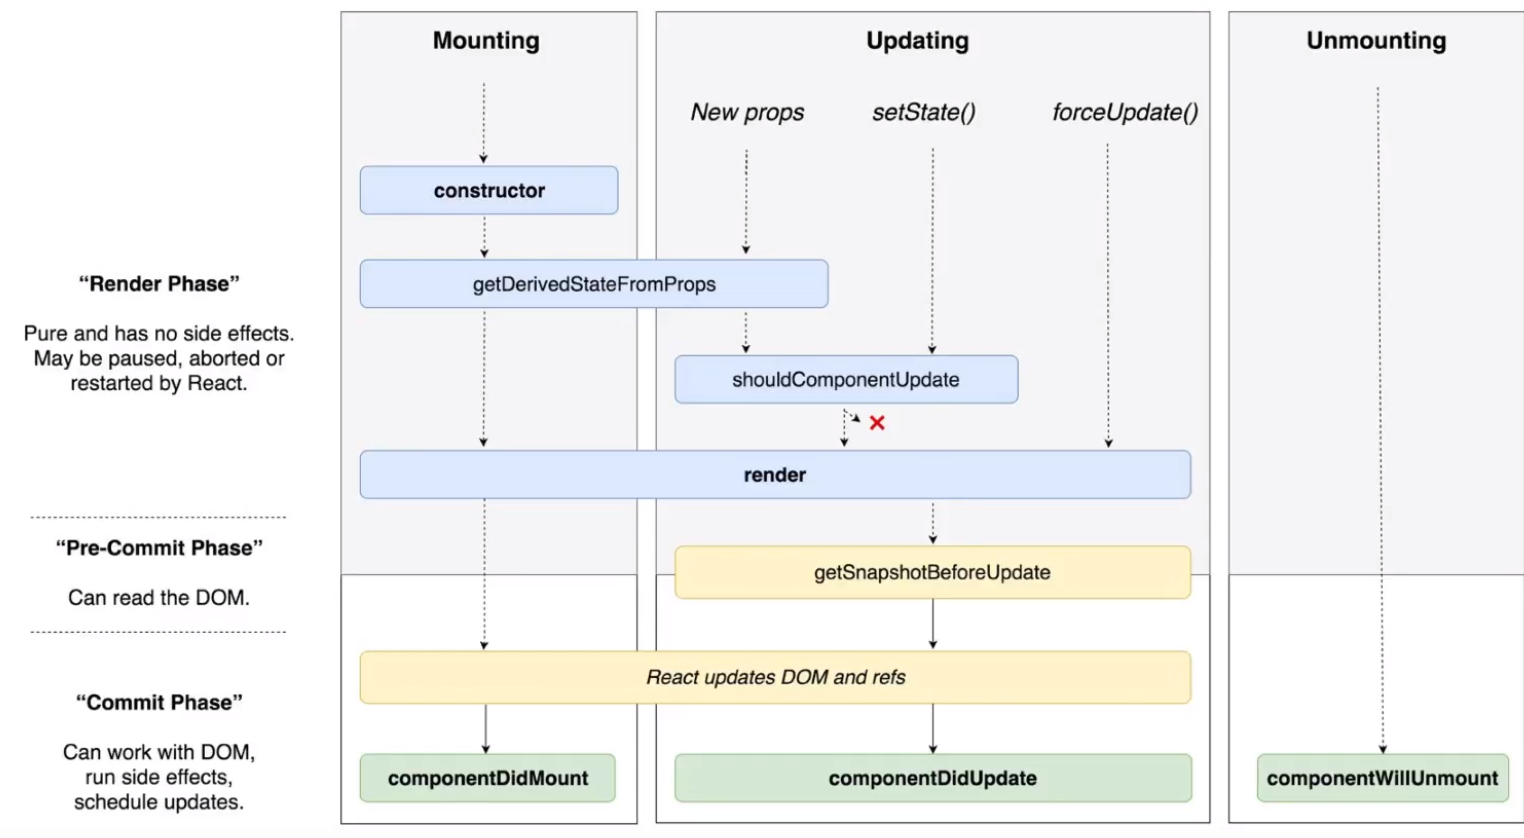 Mounting
Updating
Unmounting
New props
setState()
forceUpdate()
constructor
“Render Phase”
getDerivedStateFromProps
Pure and has no side effects.
May be paused, aborted or
restarted by React.
shouldComponentUpdate
render
“Pre-Commit Phase”
getSnapshotBeforeUpdate
Can read the DOM.
React updates DOM and refs
“Commit Phase”
Can work with DOM,
run side effects,
schedule updates.
componentDidMount
componentDidUpdate
componentWillUnmount